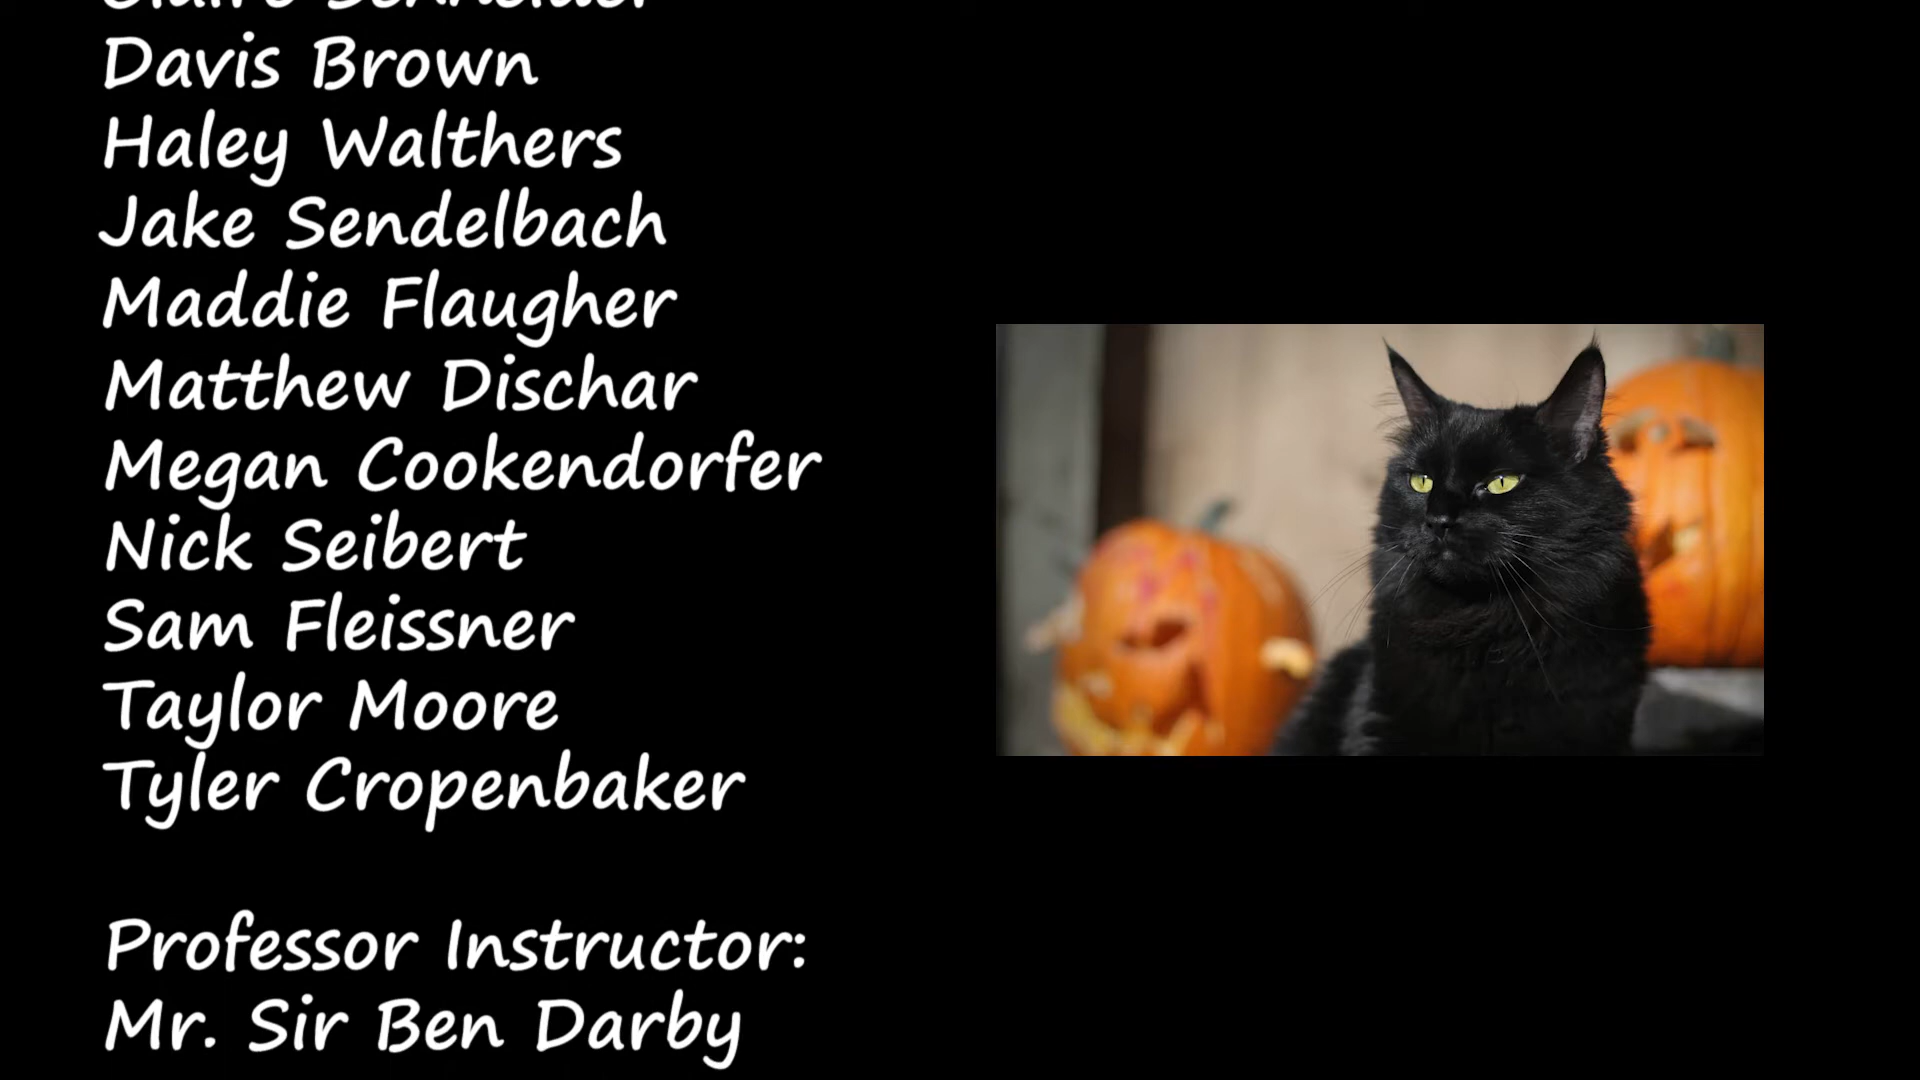 Davis Brown
Haley Walthers
Jake Sendelbach
Maddie Flaugher
Matthew Dischar
Megan Cookendorfer
Nick Seibert
Sam Fleissner
Taylor Moore
Tyler Cropenbaker
Professor Instructor:
Mr. Sir Ben Darby